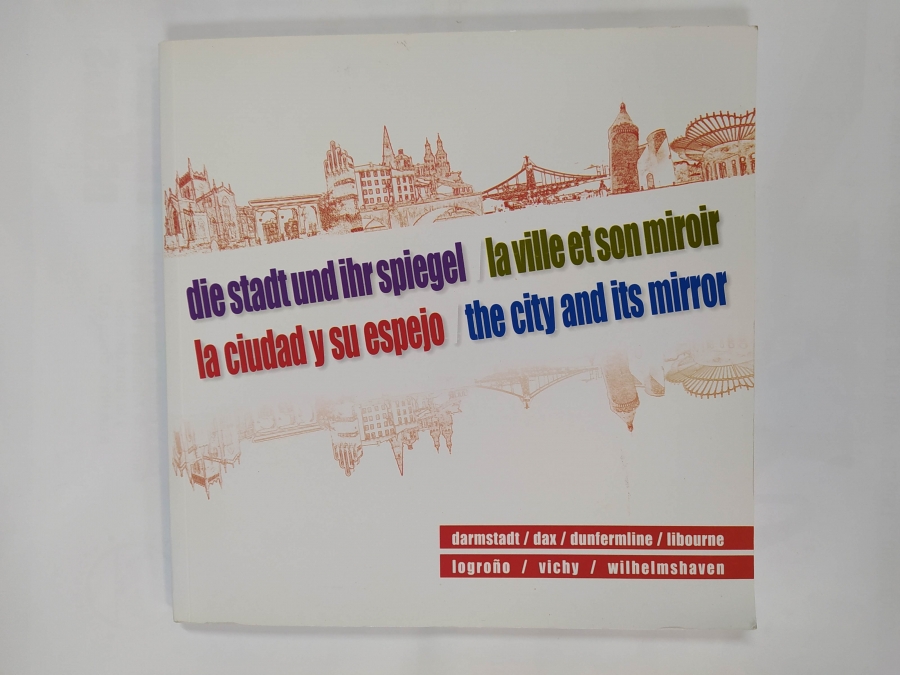 die stadt und ihr spiegel / la ville et son miroir
la ciudad y su espejo / the city and its mirror
darmstadt / dax / dunfermline / libourne
logroño / vichy / wilhelmshaven